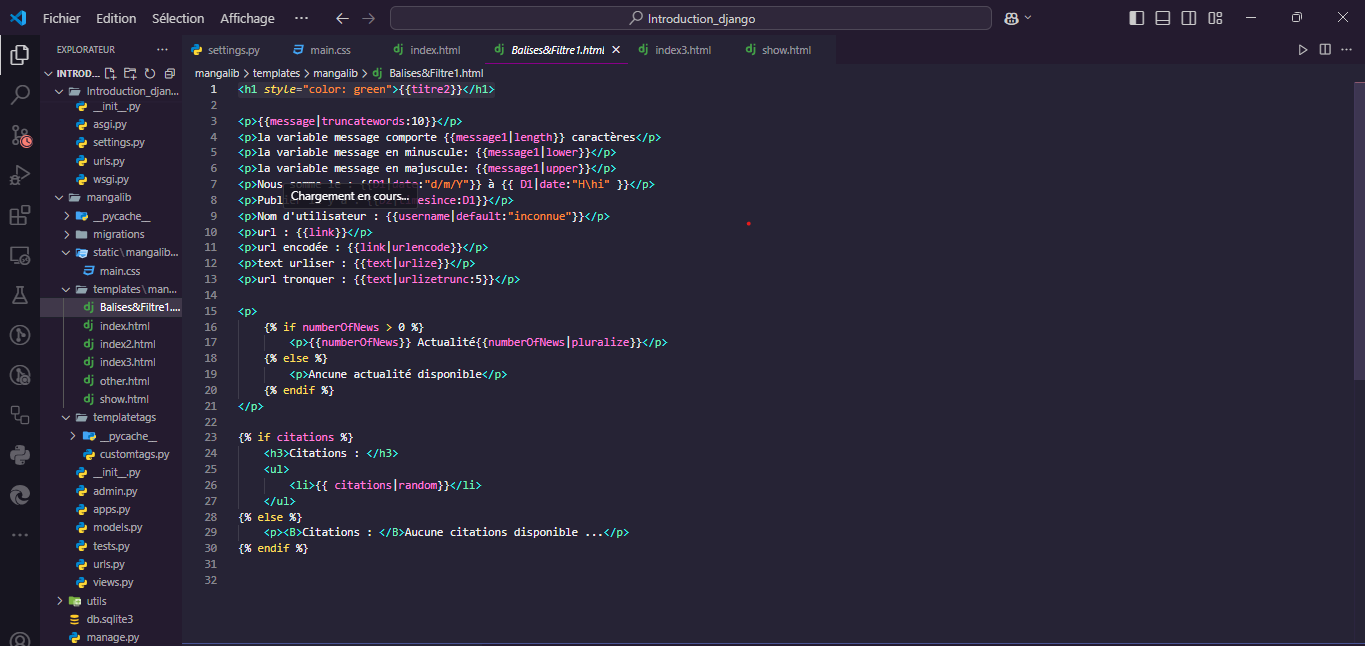 Fichier Edition Sélection Affichage ··· Introduction_django
EXPLORATEUR ···
settings.py main.css index.html Balises&Filtre1.html index3.html show.html
INTROD...
mangalib > templates > mangalib > Balises&Filtre1.html
Introduction_djan...
__init__.py
asgi.py
settings.py
urls.py
wsgi.py
mangalib
__pycache__
migrations
static\mangalib...
main.css
templates\man...
Balises&Filtre1....
index.html
index2.html
index3.html
other.html
show.html
templatetags
__pycache__
customtags.py
__init__.py
admin.py
apps.py
models.py
tests.py
urls.py
views.py
utils
db.sqlite3
manage.py
1 <h1 style="color: green">{{titre2}}</h1>
2
3 <p>{{message|truncatewords:10}}</p>
4 <p>la variable message comporte {{message1|length}} caractères</p>
5 <p>la variable message en minuscule: {{message1|lower}}</p>
6 <p>la variable message en majuscule: {{message1|upper}}</p>
7 <p>Nous somme le : {{D1|date:"d/m/Y"}} à {{ D1|date:"H\hi" }}</p>
Chargement en cours...
8 <p>Publi esince:D1}}</p>
9 <p>Nom d'utilisateur : {{username|default:"inconnue"}}</p>
10 <p>url : {{link}}</p>
11 <p>url encodée : {{link|urlencode}}</p>
12 <p>text urliser : {{text|urlize}}</p>
13 <p>url tronquer : {{text|urlizetrunc:5}}</p>
14
15 <p>
16 {% if numberOfNews > 0 %}
17 <p>{{numberOfNews}} Actualité{{numberOfNews|pluralize}}</p>
18 {% else %}
19 <p>Ancune actualité disponible</p>
20 {% endif %}
21 </p>
22
23 {% if citations %}
24 <h3>Citations : </h3>
25 <ul>
26 <li>{{ citations|random}}</li>
27 </ul>
28 {% else %}
29 <p><B>Citations : </B>Aucune citations disponible ...</p>
30 {% endif %}
31
32